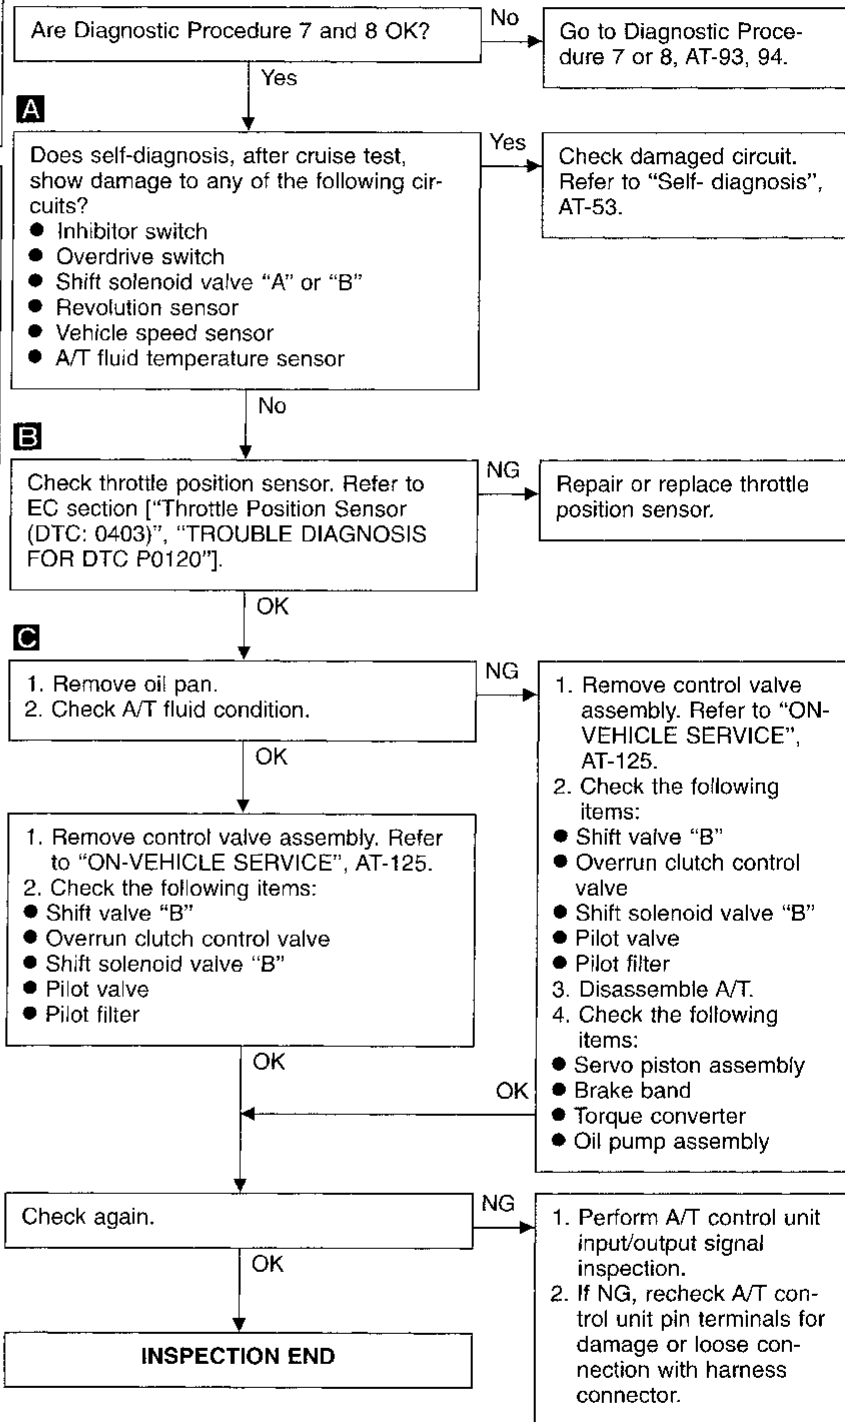 Are Diagnostic Procedure 7 and 8 OK?
No
Go to Diagnostic Proce-
dure 7 or 8, AT-93, 94.
Yes
A
Does self-diagnosis, after cruise test,
show damage to any of the following cir-
cuits?
● Inhibitor switch
● Overdrive switch
● Shift solenoid valve “A” or “B”
● Revolution sensor
● Vehicle speed sensor
● A/T fluid temperature sensor
Yes
Check damaged circuit.
Refer to “Self- diagnosis”,
AT-53.
No
B
Check throttle position sensor. Refer to
EC section [“Throttle Position Sensor
(DTC: 0403)”, “TROUBLE DIAGNOSIS
FOR DTC P0120”].
NG
Repair or replace throttle
position sensor.
OK
C
1. Remove oil pan.
2. Check A/T fluid condition.
NG
1. Remove control valve
assembly. Refer to “ON-
VEHICLE SERVICE”,
AT-125.
2. Check the following
items:
● Shift valve “B”
● Overrun clutch control
valve
● Shift solenoid valve “B”
● Pilot valve
● Pilot filter
3. Disassemble A/T.
4. Check the following
items:
● Servo piston assembly
● Brake band
● Torque converter
● Oil pump assembly
OK
1. Remove control valve assembly. Refer
to “ON-VEHICLE SERVICE”, AT-125.
2. Check the following items:
● Shift valve “B”
● Overrun clutch control valve
● Shift solenoid valve “B”
● Pilot valve
● Pilot filter
OK
OK
Check again.
NG
1. Perform A/T control unit
input/output signal
inspection.
2. If NG, recheck A/T con-
trol unit pin terminals for
damage or loose con-
nection with harness
connector.
OK
INSPECTION END